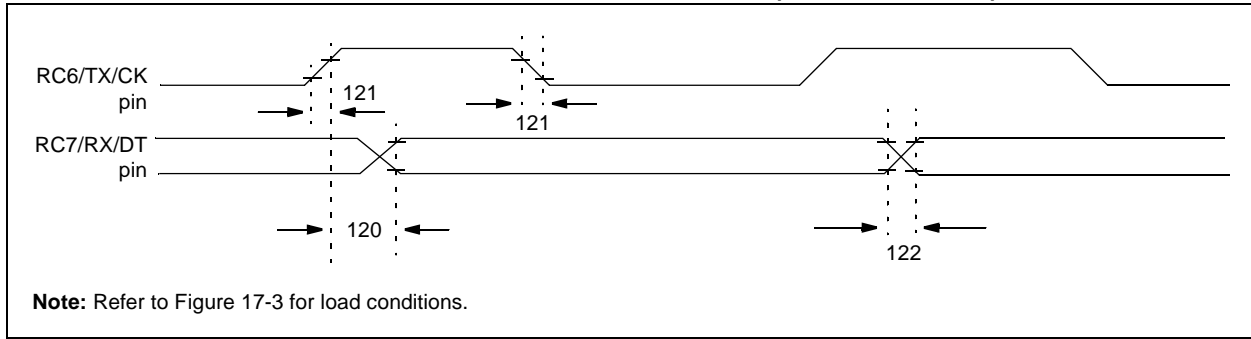 RC6/TX/CK
pin
121
121
RC7/RX/DT
pin
120
122
Note: Refer to Figure 17-3 for load conditions.